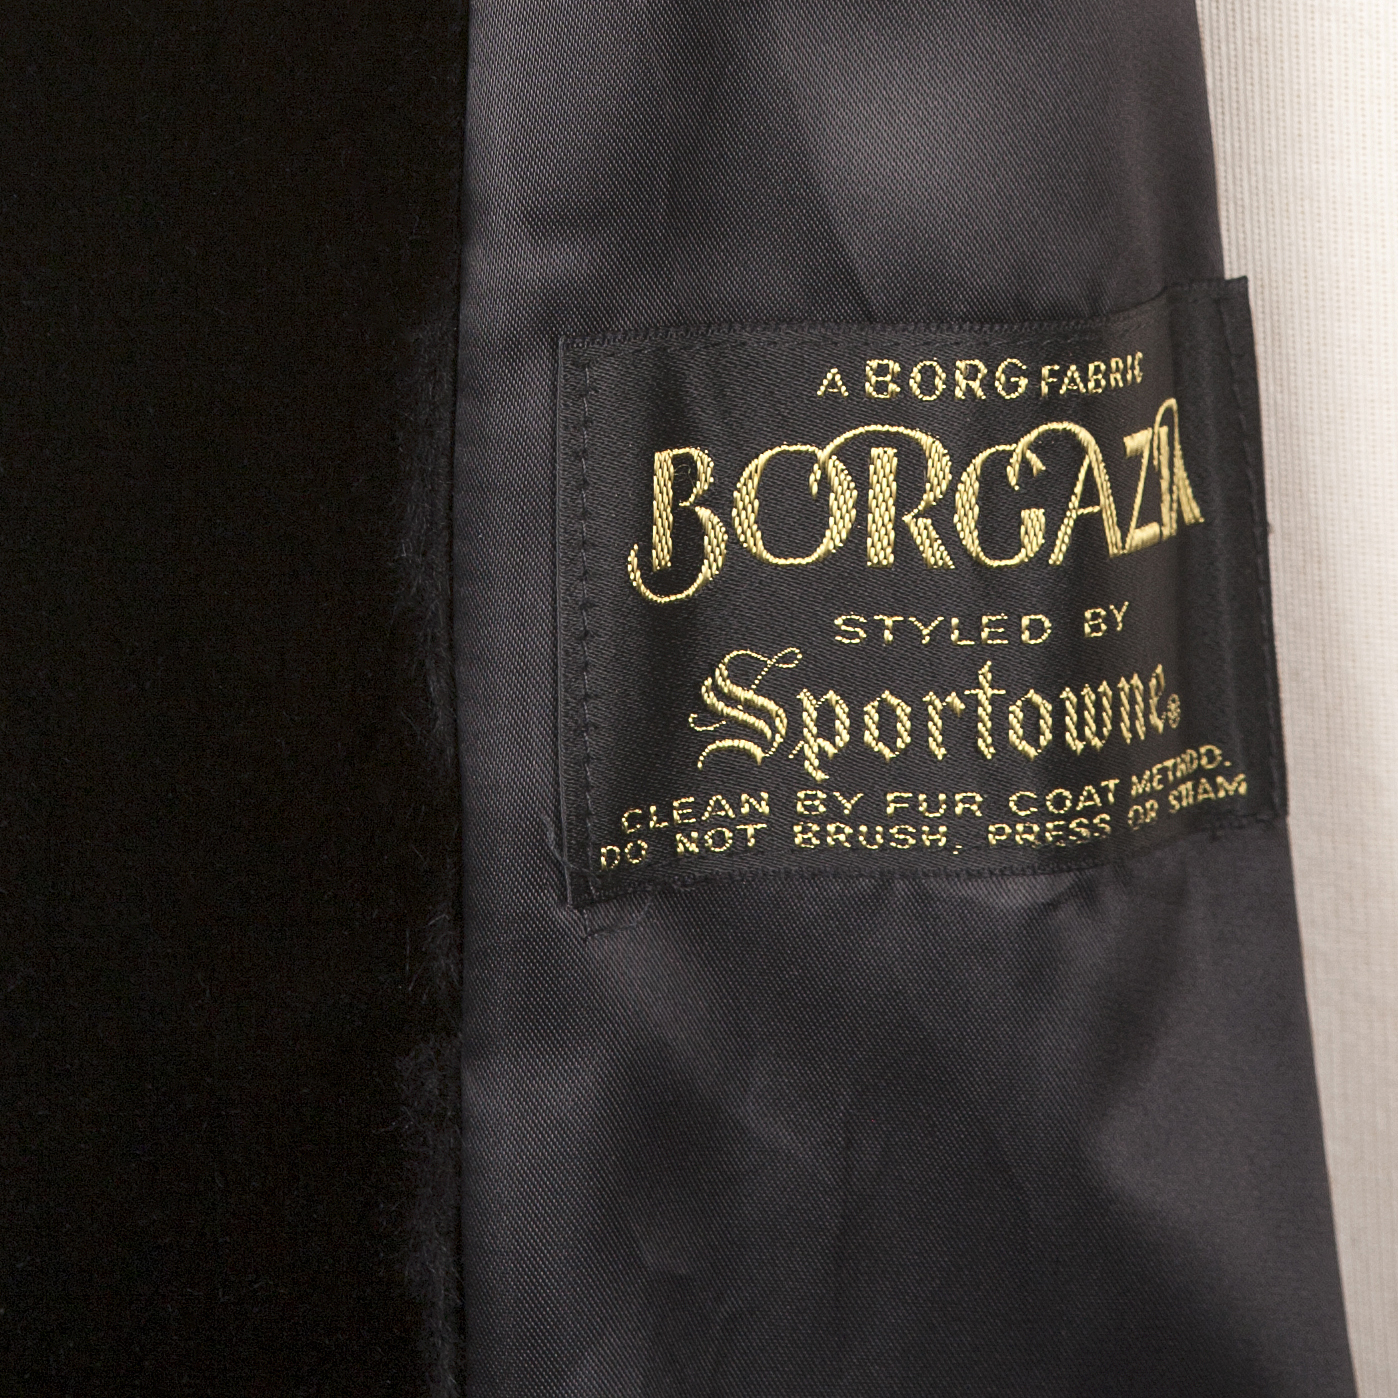 A BORG FABRIC
BORGAZIA
STYLED BY
Sportowne®
CLEAN BY FUR COAT METHOD.
DO NOT BRUSH, PRESS OR STEAM